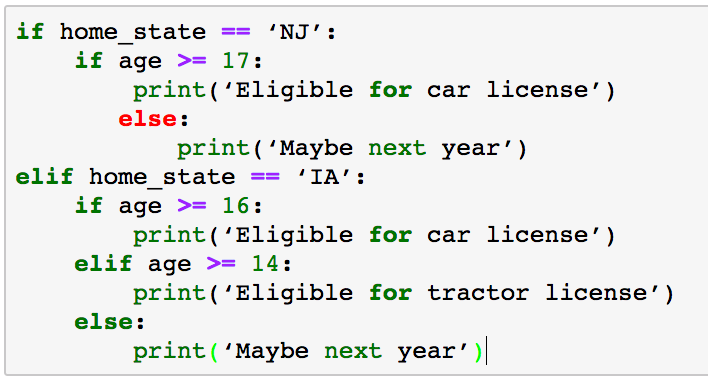 if home_state == ‘NJ’:
    if age >= 17:
        print(‘Eligible for car license’)
       else:
           print(‘Maybe next year’)
elif home_state == ‘IA’:
    if age >= 16:
        print(‘Eligible for car license’)
    elif age >= 14:
        print(‘Eligible for tractor license’)
    else:
        print(‘Maybe next year’)